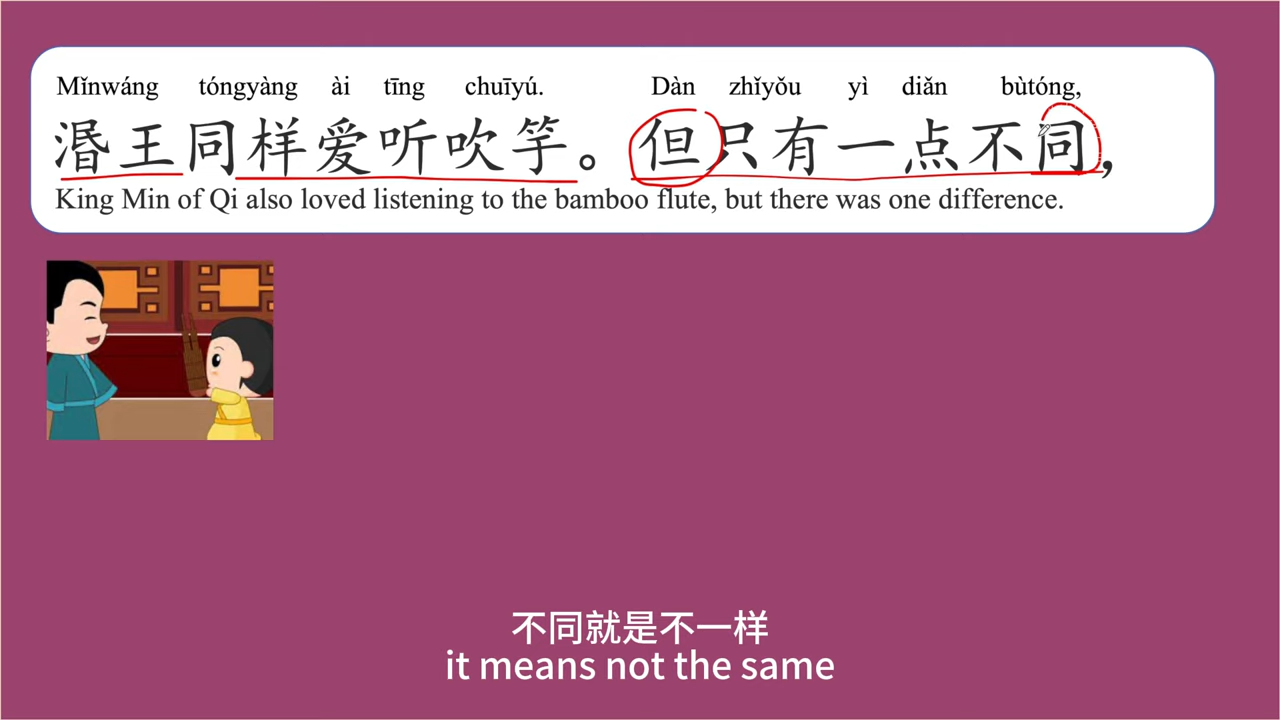 Mǐnwáng tóngyàng ài tīng chuīyú. Dàn zhǐyǒu yì diǎn bùtóng,
湣王同样爱听吹竽。但只有一点不同，
King Min of Qi also loved listening to the bamboo flute, but there was one difference.
不同就是不一样
it means not the same